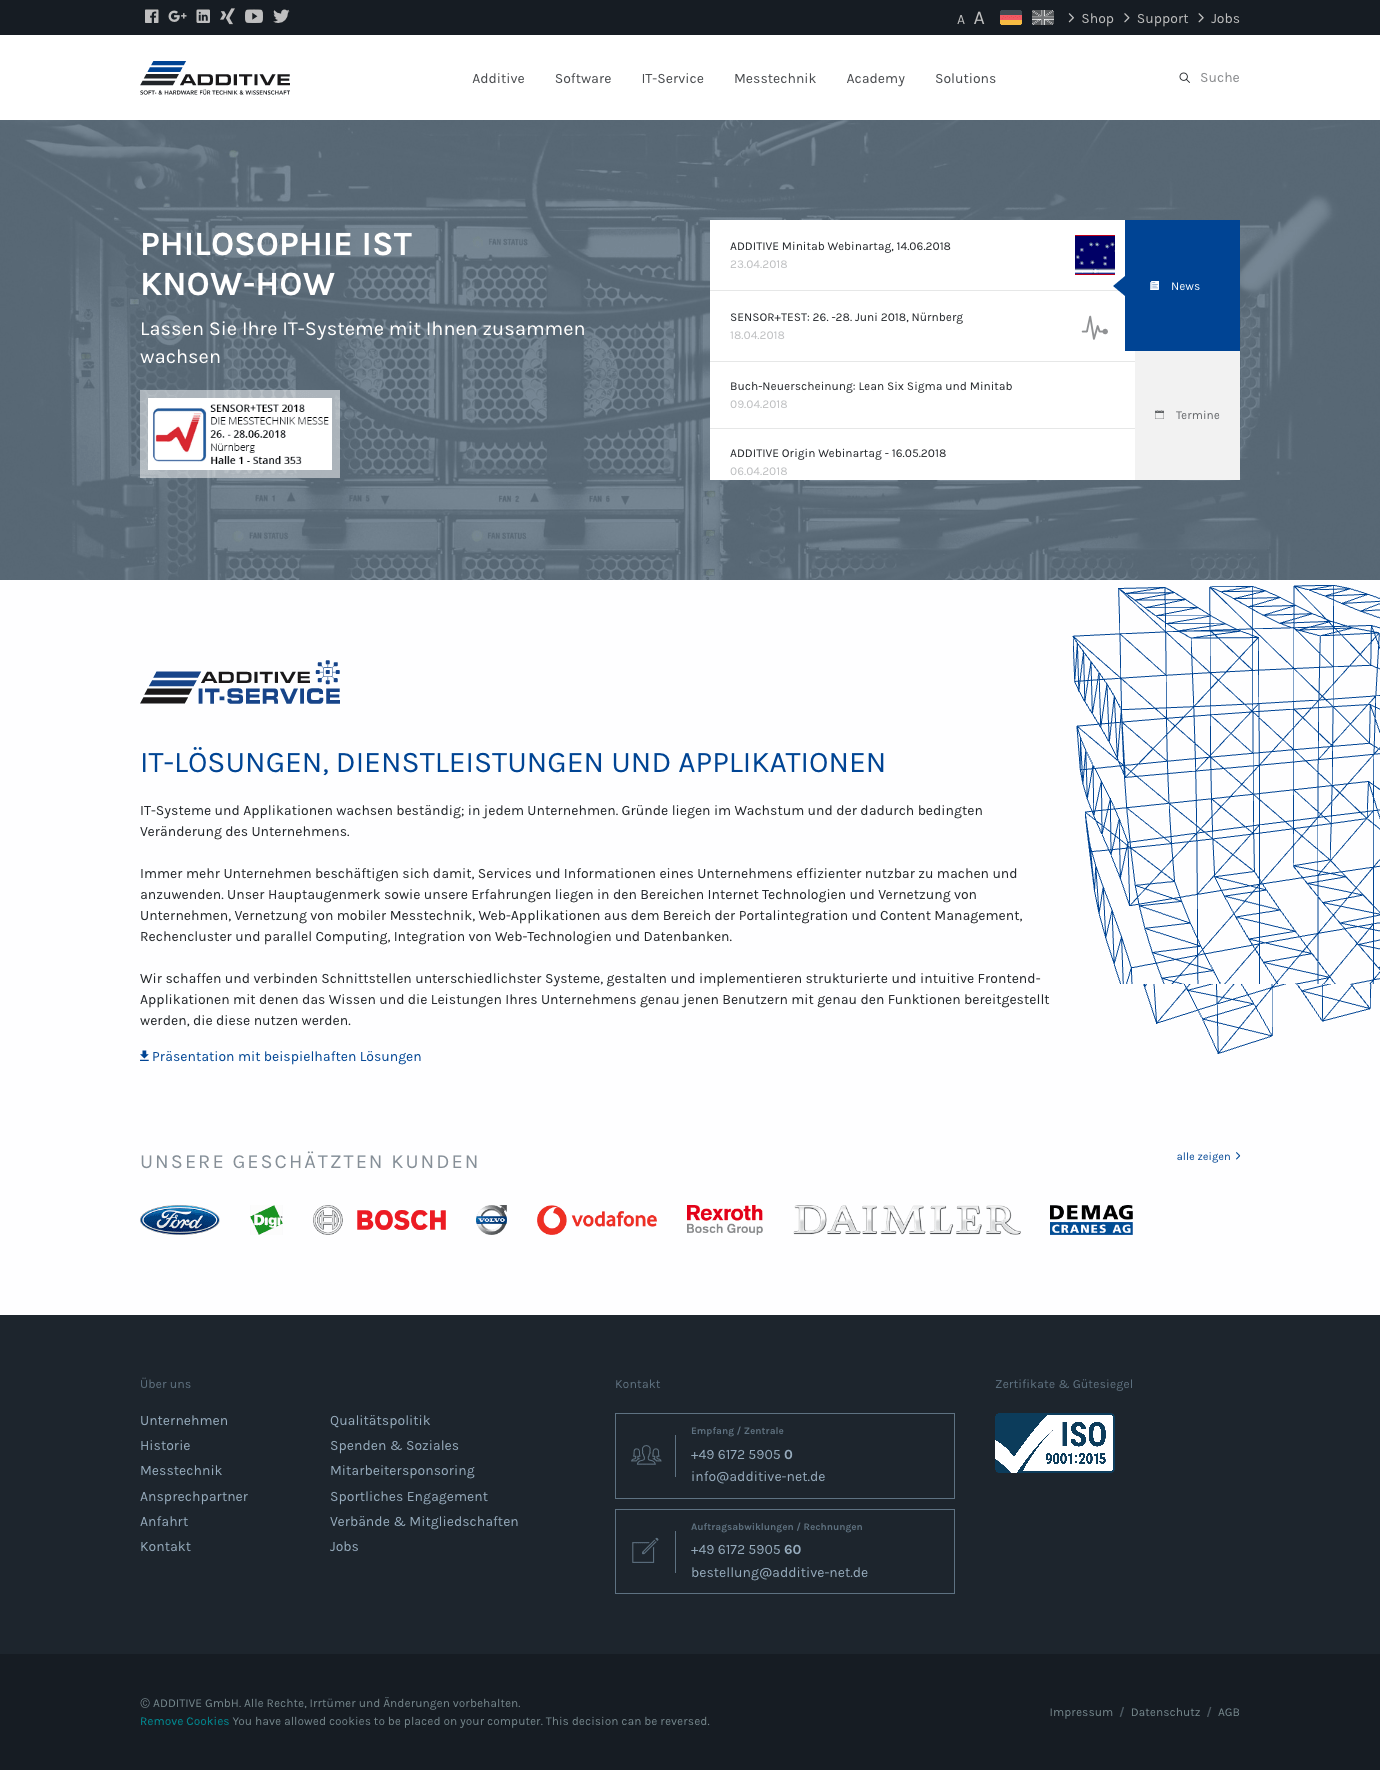 A A Shop Support Jobs
ADDITIVE
SOFT- & HARDWARE FÜR TECHNIK & WISSENSCHAFT
Additive Software IT-Service Messtechnik Academy Solutions
Suche
PHILOSOPHIE IST
KNOW-HOW
Lassen Sie Ihre IT-Systeme mit Ihnen zusammen
wachsen
SENSOR+TEST 2018
DIE MESSTECHNIK MESSE
26. - 28.06.2018
Nürnberg
Halle 1 - Stand 353
FAN STATUS
FAN 1 FAN 5 FAN 2 FAN 6
FAN STATUS FAN STATUS
ADDITIVE Minitab Webinartag, 14.06.2018
23.04.2018
SENSOR+TEST: 26. -28. Juni 2018, Nürnberg
18.04.2018
Buch-Neuerscheinung: Lean Six Sigma und Minitab
09.04.2018
ADDITIVE Origin Webinartag - 16.05.2018
06.04.2018
News
Termine
ADDITIVE
IT-SERVICE
IT-LÖSUNGEN, DIENSTLEISTUNGEN UND APPLIKATIONEN
IT-Systeme und Applikationen wachsen beständig; in jedem Unternehmen. Gründe liegen im Wachstum und der dadurch bedingten
Veränderung des Unternehmens.
Immer mehr Unternehmen beschäftigen sich damit, Services und Informationen eines Unternehmens effizienter nutzbar zu machen und
anzuwenden. Unser Hauptaugenmerk sowie unsere Erfahrungen liegen in den Bereichen Internet Technologien und Vernetzung von
Unternehmen, Vernetzung von mobiler Messtechnik, Web-Applikationen aus dem Bereich der Portalintegration und Content Management,
Rechencluster und parallel Computing, Integration von Web-Technologien und Datenbanken.
Wir schaffen und verbinden Schnittstellen unterschiedlichster Systeme, gestalten und implementieren strukturierte und intuitive Frontend-
Applikationen mit denen das Wissen und die Leistungen Ihres Unternehmens genau jenen Benutzern mit genau den Funktionen bereitgestellt
werden, die diese nutzen werden.
Präsentation mit beispielhaften Lösungen
UNSERE GESCHÄTZTEN KUNDEN
alle zeigen
Ford
Digi
BOSCH
VOLVO
vodafone
Rexroth
Bosch Group
DAIMLER
DEMAG
CRANES AG
Über uns
Unternehmen
Historie
Messtechnik
Ansprechpartner
Anfahrt
Kontakt
Qualitätspolitik
Spenden & Soziales
Mitarbeitersponsoring
Sportliches Engagement
Verbände & Mitgliedschaften
Jobs
Kontakt
Empfang / Zentrale
+49 6172 5905 0
info@additive-net.de
Auftragsabwiklungen / Rechnungen
+49 6172 5905 60
bestellung@additive-net.de
Zertifikate & Gütesiegel
ISO
9001:2015
© ADDITIVE GmbH. Alle Rechte, Irrtümer und Änderungen vorbehalten.
Remove Cookies You have allowed cookies to be placed on your computer. This decision can be reversed.
Impressum / Datenschutz / AGB